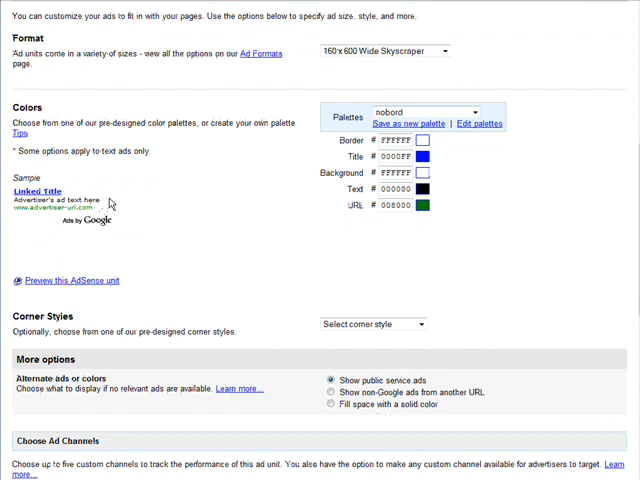 You can customize your ads to fit in with your pages. Use the options below to specify ad size, style, and more.
Format
Ad units come in a variety of sizes - view all the options on our Ad Formats
page.
160 x 600 Wide Skyscraper
Colors
Choose from one of our pre-designed color palettes, or create your own palette
Tips
* Some options apply to text ads only.
Palettes
nobord
Save as new palette | Edit palettes
Border # FFFFFF
Title # 0000FF
Background # FFFFFF
Text # 000000
URL # 008000
Sample
Linked Title
Advertiser's ad text here
www.advertiser-url.com
Ads by Google
Preview this AdSense unit
Corner Styles
Optionally, choose from one of our pre-designed corner styles.
Select corner style
More options
Alternate ads or colors
Choose what to display if no relevant ads are available. Learn more...
Show public service ads
Show non-Google ads from another URL
Fill space with a solid color
Choose Ad Channels
Choose up to five custom channels to track the performance of this ad unit. You also have the option to make any custom channel available for advertisers to target. Learn
more...